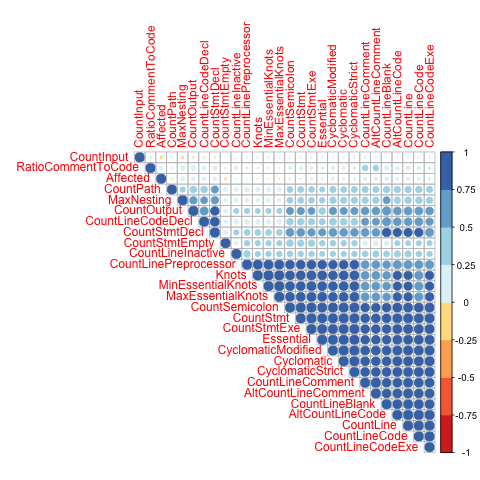 CountInput
RatioCommentToCode
Affected
CountPath
MaxNesting
CountOutput
CountLineCodeDecl
CountStmtDecl
CountStmtEmpty
CountLineInactive
CountLinePreprocessor
Knots
MinEssentialKnots
MaxEssentialKnots
CountSemicolon
CountStmt
CountStmtExe
Essential
CyclomaticModified
Cyclomatic
CyclomaticStrict
CountLineComment
AltCountLineComment
CountLineBlank
AltCountLineCode
CountLine
CountLineCode
CountLineCodeExe
CountInput
RatioCommentToCode
Affected
CountPath
MaxNesting
CountOutput
CountLineCodeDecl
CountStmtDecl
CountStmtEmpty
CountLineInactive
CountLinePreprocessor
Knots
MinEssentialKnots
MaxEssentialKnots
CountSemicolon
CountStmt
CountStmtExe
Essential
CyclomaticModified
Cyclomatic
CyclomaticStrict
CountLineComment
AltCountLineComment
CountLineBlank
AltCountLineCode
CountLine
CountLineCode
CountLineCodeExe
1
0.75
0.5
0.25
0
-0.25
-0.5
-0.75
-1